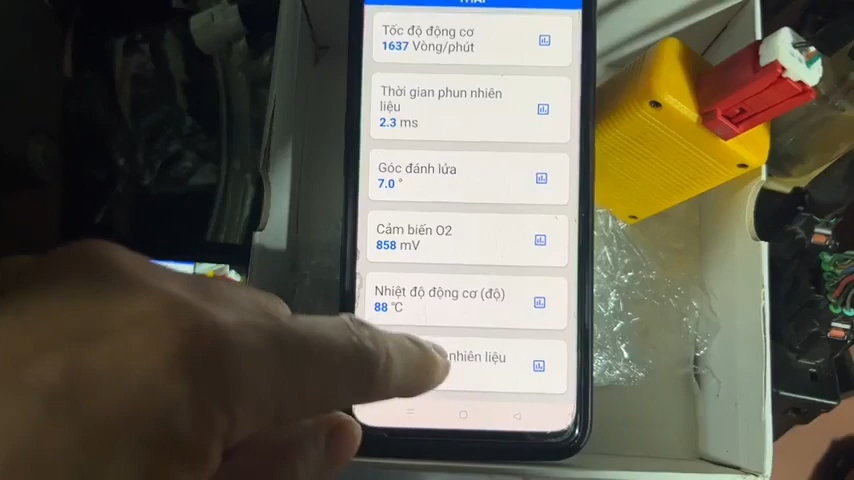 Tốc độ động cơ
1637 Vòng/phút
Thời gian phun nhiên
liệu
2.3 ms
Góc đánh lửa
7.0 °
Cảm biến O2
858 mV
Nhiệt độ động cơ (độ)
88 °C
nhiên liệu